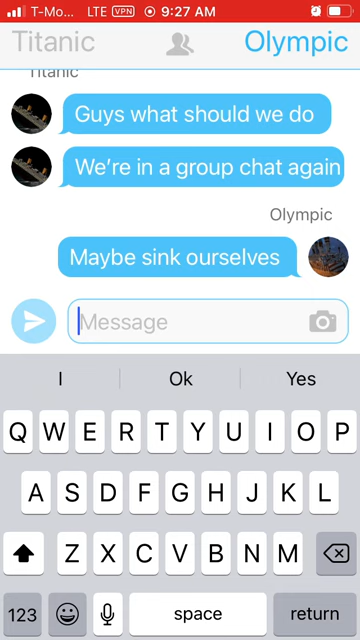 T-Mo... LTE VPN 9:27 AM
Titanic Olympic
Titanic
Guys what should we do
We're in a group chat again
Olympic
Maybe sink ourselves
Message
I Ok Yes
Q W E R T Y U I O P
A S D F G H J K L
Z X C V B N M
123 space return